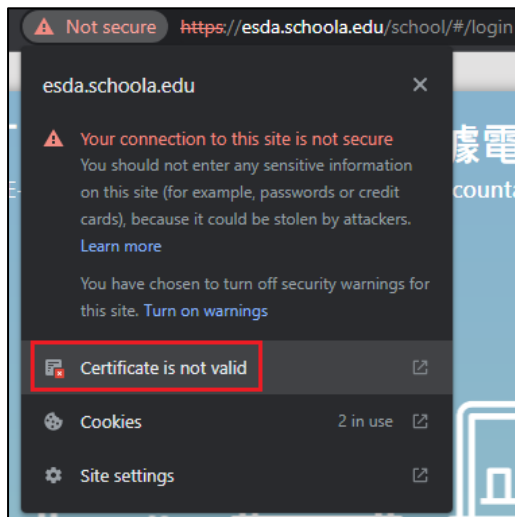 Not secure https://esda.schoola.edu/school/#/login
esda.schoola.edu
Your connection to this site is not secure
You should not enter any sensitive information
on this site (for example, passwords or credit
cards), because it could be stolen by attackers.
Learn more
You have chosen to turn off security warnings for
this site. Turn on warnings
Certificate is not valid
Cookies 2 in use
Site settings
據電